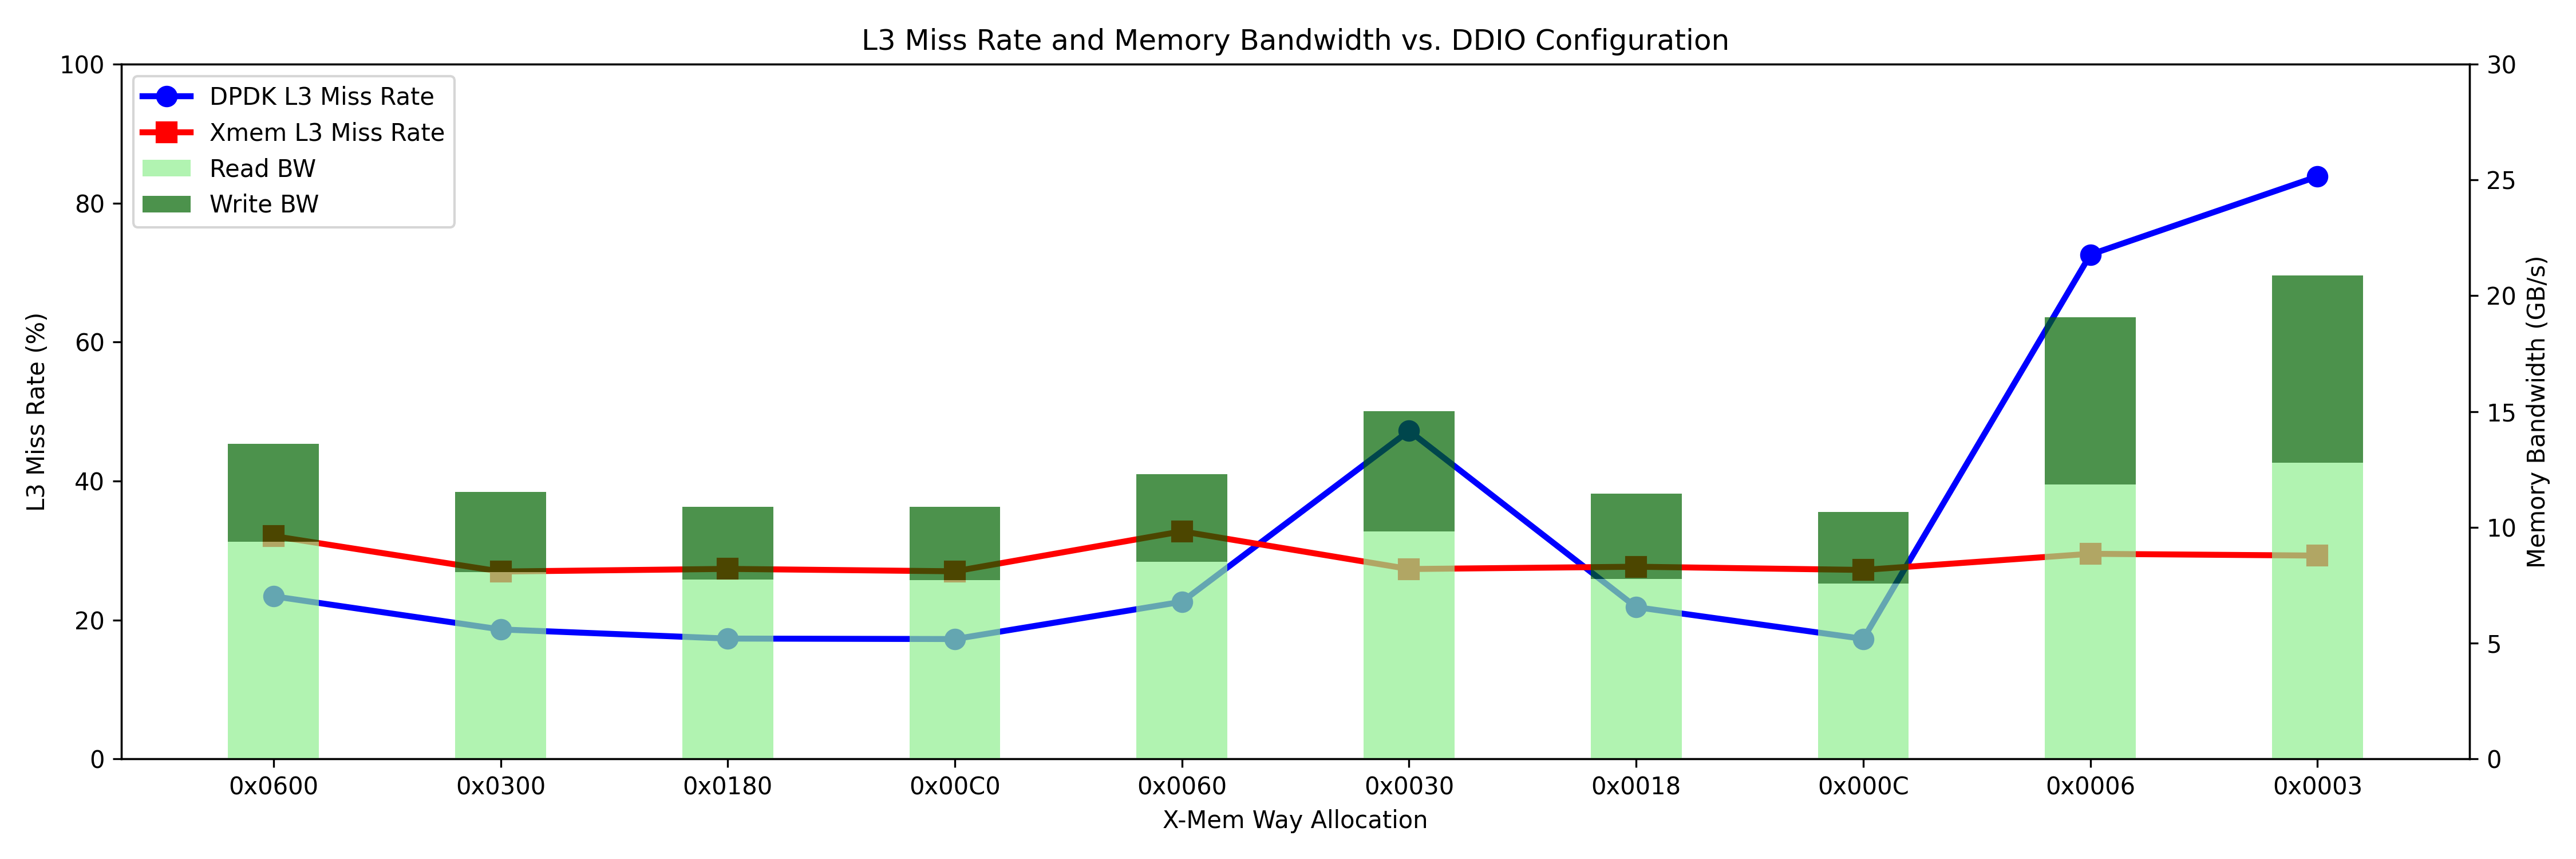 L3 Miss Rate and Memory Bandwidth vs. DDIO Configuration
DPDK L3 Miss Rate
Xmem L3 Miss Rate
Read BW
Write BW
L3 Miss Rate (%)
100
80
60
40
20
0
Memory Bandwidth (GB/s)
30
25
20
15
10
5
0
0x0600 0x0300 0x0180 0x00C0 0x0060 0x0030 0x0018 0x000C 0x0006 0x0003
X-Mem Way Allocation